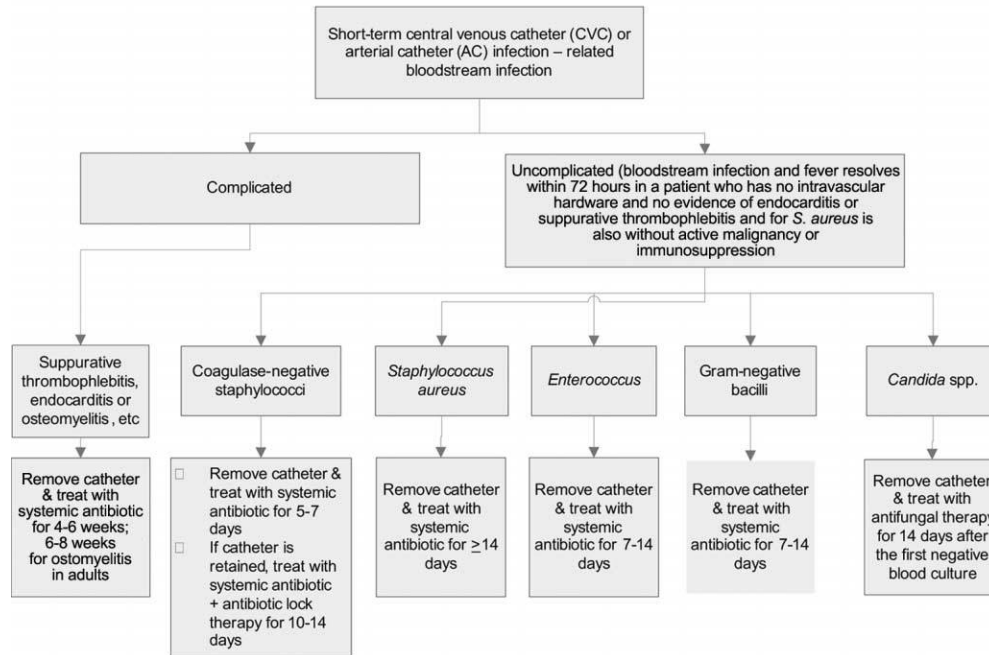 Short-term central venous catheter (CVC) or
arterial catheter (AC) infection – related
bloodstream infection
Complicated
Uncomplicated (bloodstream infection and fever resolves
within 72 hours in a patient who has no intravascular
hardware and no evidence of endocarditis or
suppurative thrombophlebitis and for S. aureus is
also without active malignancy or
immunosuppression
Suppurative
thrombophlebitis,
endocarditis or
osteomyelitis , etc
Coagulase-negative
staphylococci
Staphylococcus
aureus
Enterococcus
Gram-negative
bacilli
Candida spp.
Remove catheter
& treat with
systemic antibiotic
for 4-6 weeks;
6-8 weeks
for ostomyelitis
in adults
Remove catheter &
treat with systemic
antibiotic for 5-7
days
If catheter is
retained, treat with
systemic antibiotic
+ antibiotic lock
therapy for 10-14
days
Remove catheter
& treat with
systemic
antibiotic for ≥14
days
Remove catheter
& treat with
systemic
antibiotic for 7-14
days
Remove catheter
& treat with
systemic
antibiotic for 7-14
days
Remove catheter
& treat with
antifungal therapy
for 14 days after
the first negative
blood culture